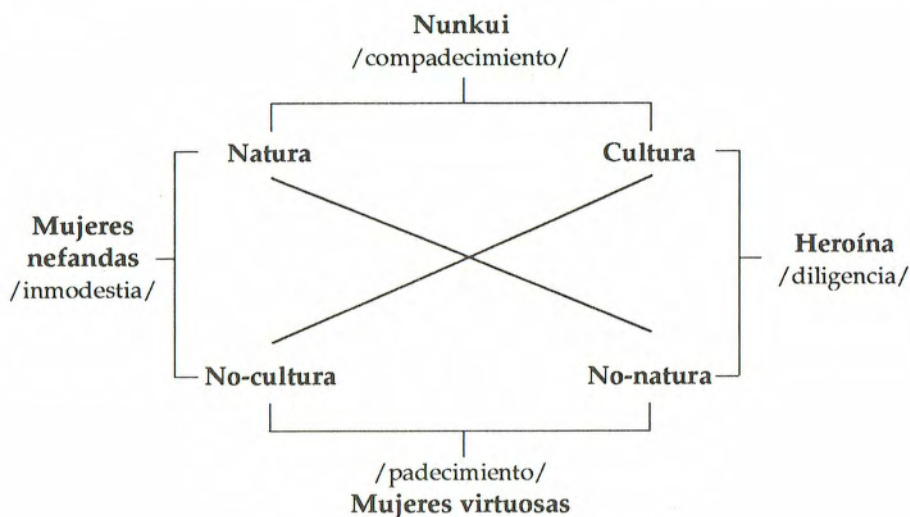 Nunkui
/compadecimiento/
Natura
Cultura
Mujeres
nefandas
/inmodestia/
Heroína
/diligencia/
No-cultura
No-natura
/padecimiento/
Mujeres virtuosas